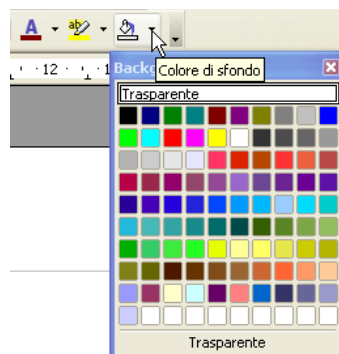 A ab
12 1
Backg
Colore di sfondo
Trasparente
Trasparente